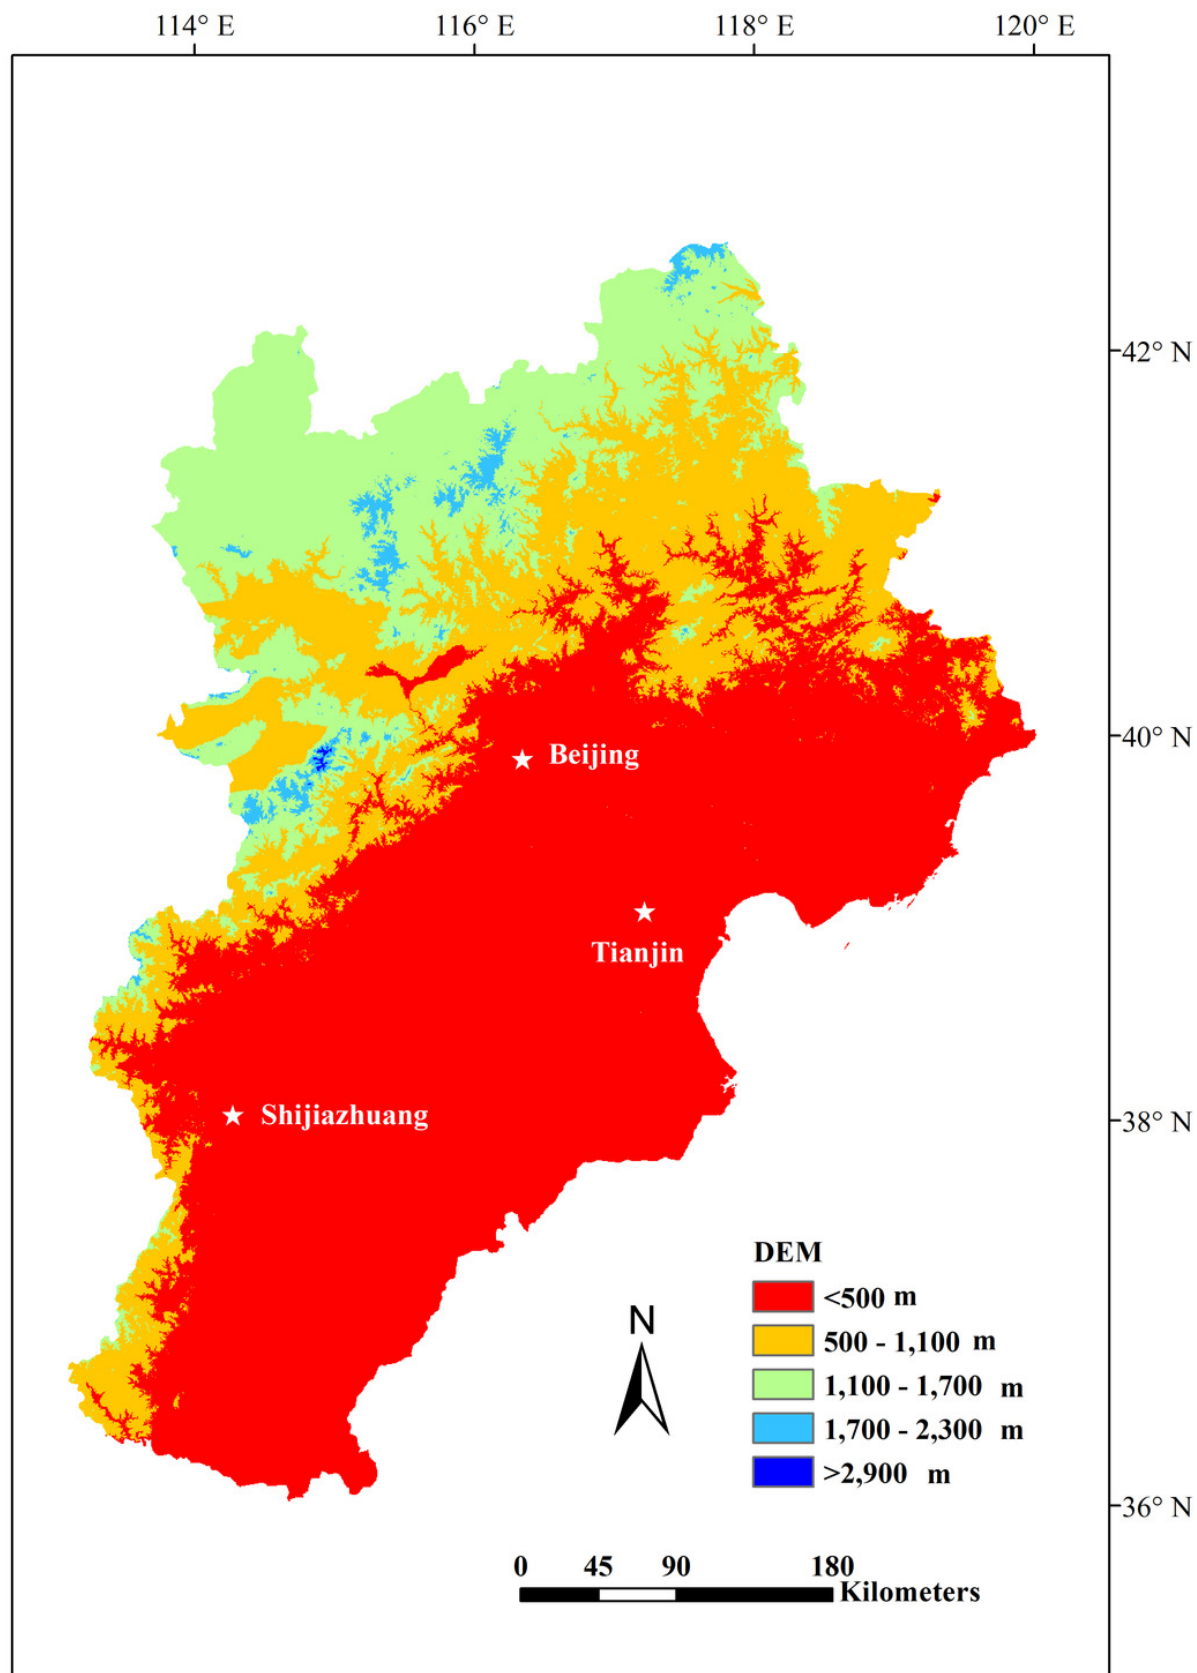 114° E 116° E 118° E 120° E
42° N
40° N
Beijing
Tianjin
38° N
Shijiazhuang
DEM
<500 m
500 - 1,100 m
1,100 - 1,700 m
1,700 - 2,300 m
>2,900 m
N
36° N
0 45 90 180
Kilometers